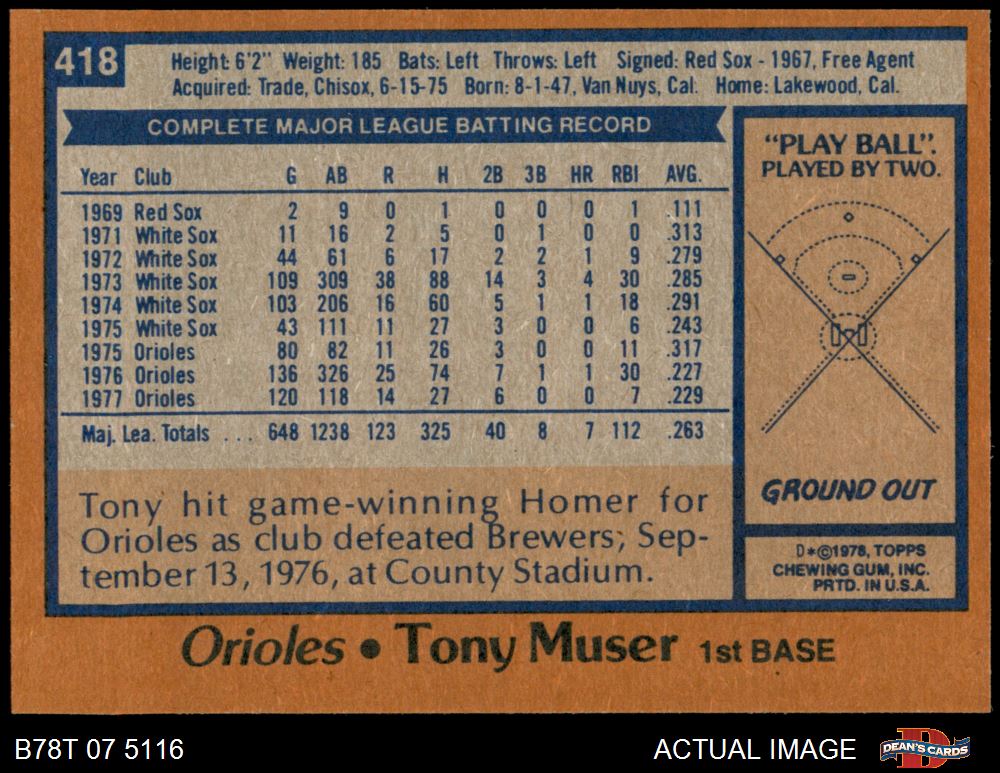 418
Height: 6'2" Weight: 185 Bats: Left Throws: Left Signed: Red Sox - 1967, Free Agent
Acquired: Trade, Chisox, 6-15-75 Born: 8-1-47, Van Nuys, Cal. Home: Lakewood, Cal.
COMPLETE MAJOR LEAGUE BATTING RECORD
Year Club G AB R H 2B 3B HR RBI AVG.
1969 Red Sox 2 9 0 1 0 0 0 1 .111
1971 White Sox 11 16 2 5 0 1 0 0 .313
1972 White Sox 44 61 6 17 2 2 1 9 .279
1973 White Sox 109 309 38 88 14 3 4 30 .285
1974 White Sox 103 206 16 60 5 1 1 18 .291
1975 White Sox 43 111 11 27 3 0 0 6 .243
1975 Orioles 80 82 11 26 3 0 0 11 .317
1976 Orioles 136 326 25 74 7 1 1 30 .227
1977 Orioles 120 118 14 27 6 0 0 7 .229
Maj. Lea. Totals ... 648 1238 123 325 40 8 7 112 .263
Tony hit game-winning Homer for
Orioles as club defeated Brewers; Sep-
tember 13, 1976, at County Stadium.
"PLAY BALL".
PLAYED BY TWO.
GROUND OUT
D*©1978, TOPPS
CHEWING GUM, INC.
PRTD. IN U.S.A.
Orioles • Tony Muser 1st BASE
B78T 07 5116
ACTUAL IMAGE
DEAN'S CARDS